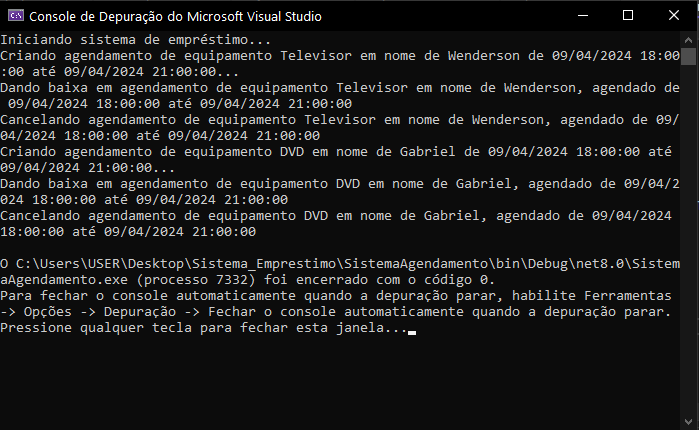 Console de Depuração do Microsoft Visual Studio
Iniciando sistema de empréstimo...
Criando agendamento de equipamento Televisor em nome de Wenderson de 09/04/2024 18:00
:00 até 09/04/2024 21:00:00...
Dando baixa em agendamento de equipamento Televisor em nome de Wenderson, agendado de
 09/04/2024 18:00:00 até 09/04/2024 21:00:00
Cancelando agendamento de equipamento Televisor em nome de Wenderson, agendado de 09/
04/2024 18:00:00 até 09/04/2024 21:00:00
Criando agendamento de equipamento DVD em nome de Gabriel de 09/04/2024 18:00:00 até
09/04/2024 21:00:00...
Dando baixa em agendamento de equipamento DVD em nome de Gabriel, agendado de 09/04/2
024 18:00:00 até 09/04/2024 21:00:00
Cancelando agendamento de equipamento DVD em nome de Gabriel, agendado de 09/04/2024
18:00:00 até 09/04/2024 21:00:00

O C:\Users\USER\Desktop\Sistema_Emprestimo\SistemaAgendamento\bin\Debug\net8.0\Sistem
aAgendamento.exe (processo 7332) foi encerrado com o código 0.
Para fechar o console automaticamente quando a depuração parar, habilite Ferramentas
-> Opções -> Depuração -> Fechar o console automaticamente quando a depuração parar.
Pressione qualquer tecla para fechar esta janela...